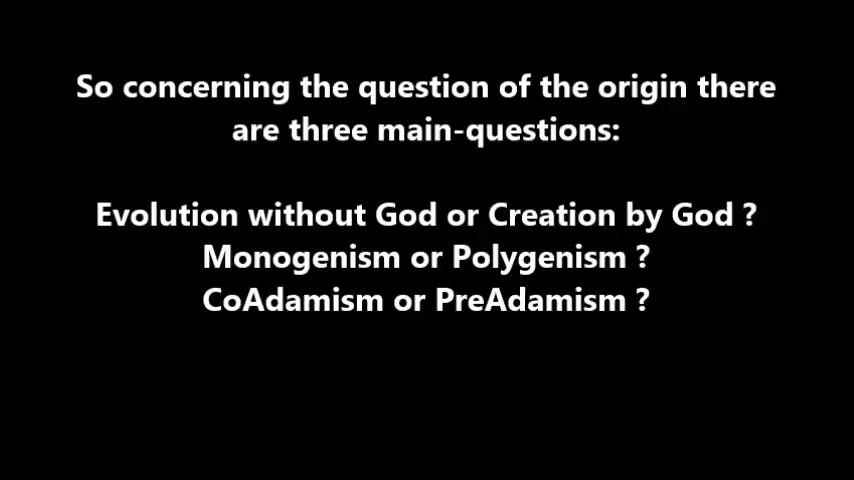 So concerning the question of the origin there
are three main-questions:
Evolution without God or Creation by God ?
Monogenism or Polygenism ?
CoAdamism or PreAdamism ?